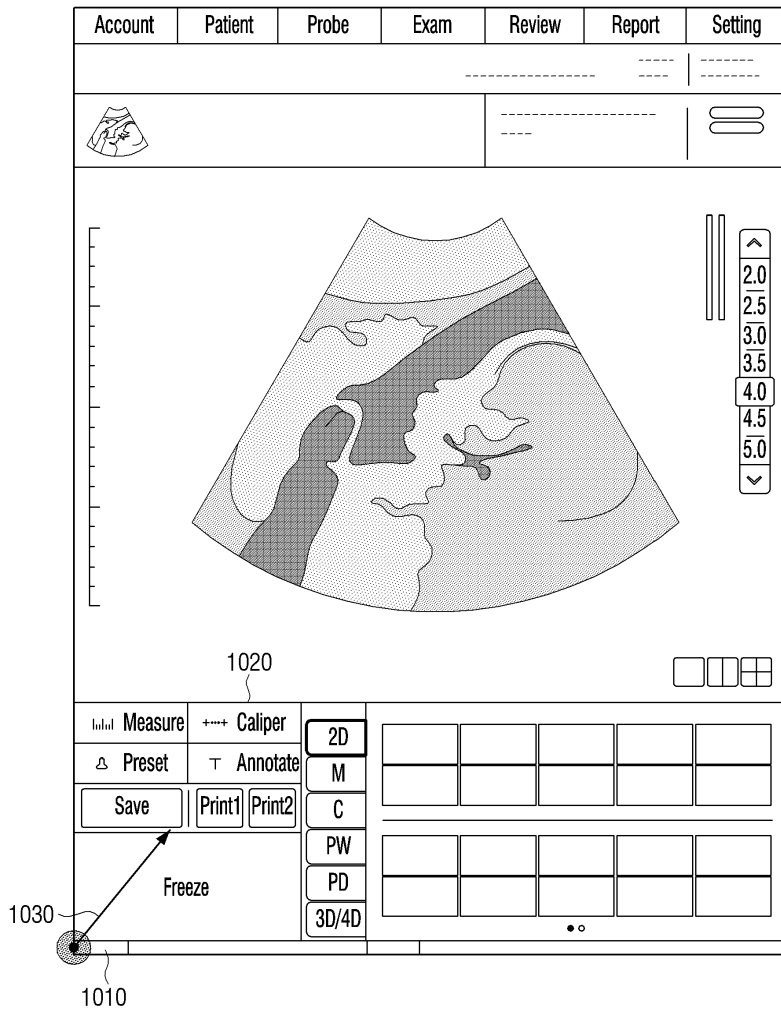 Account Patient Probe Exam Review Report Setting
2.0
2.5
3.0
3.5
4.0
4.5
5.0
1020
Measure Caliper
Preset Annotate
Save Print1 Print2
Freeze
2D
M
C
PW
PD
3D/4D
1030
1010